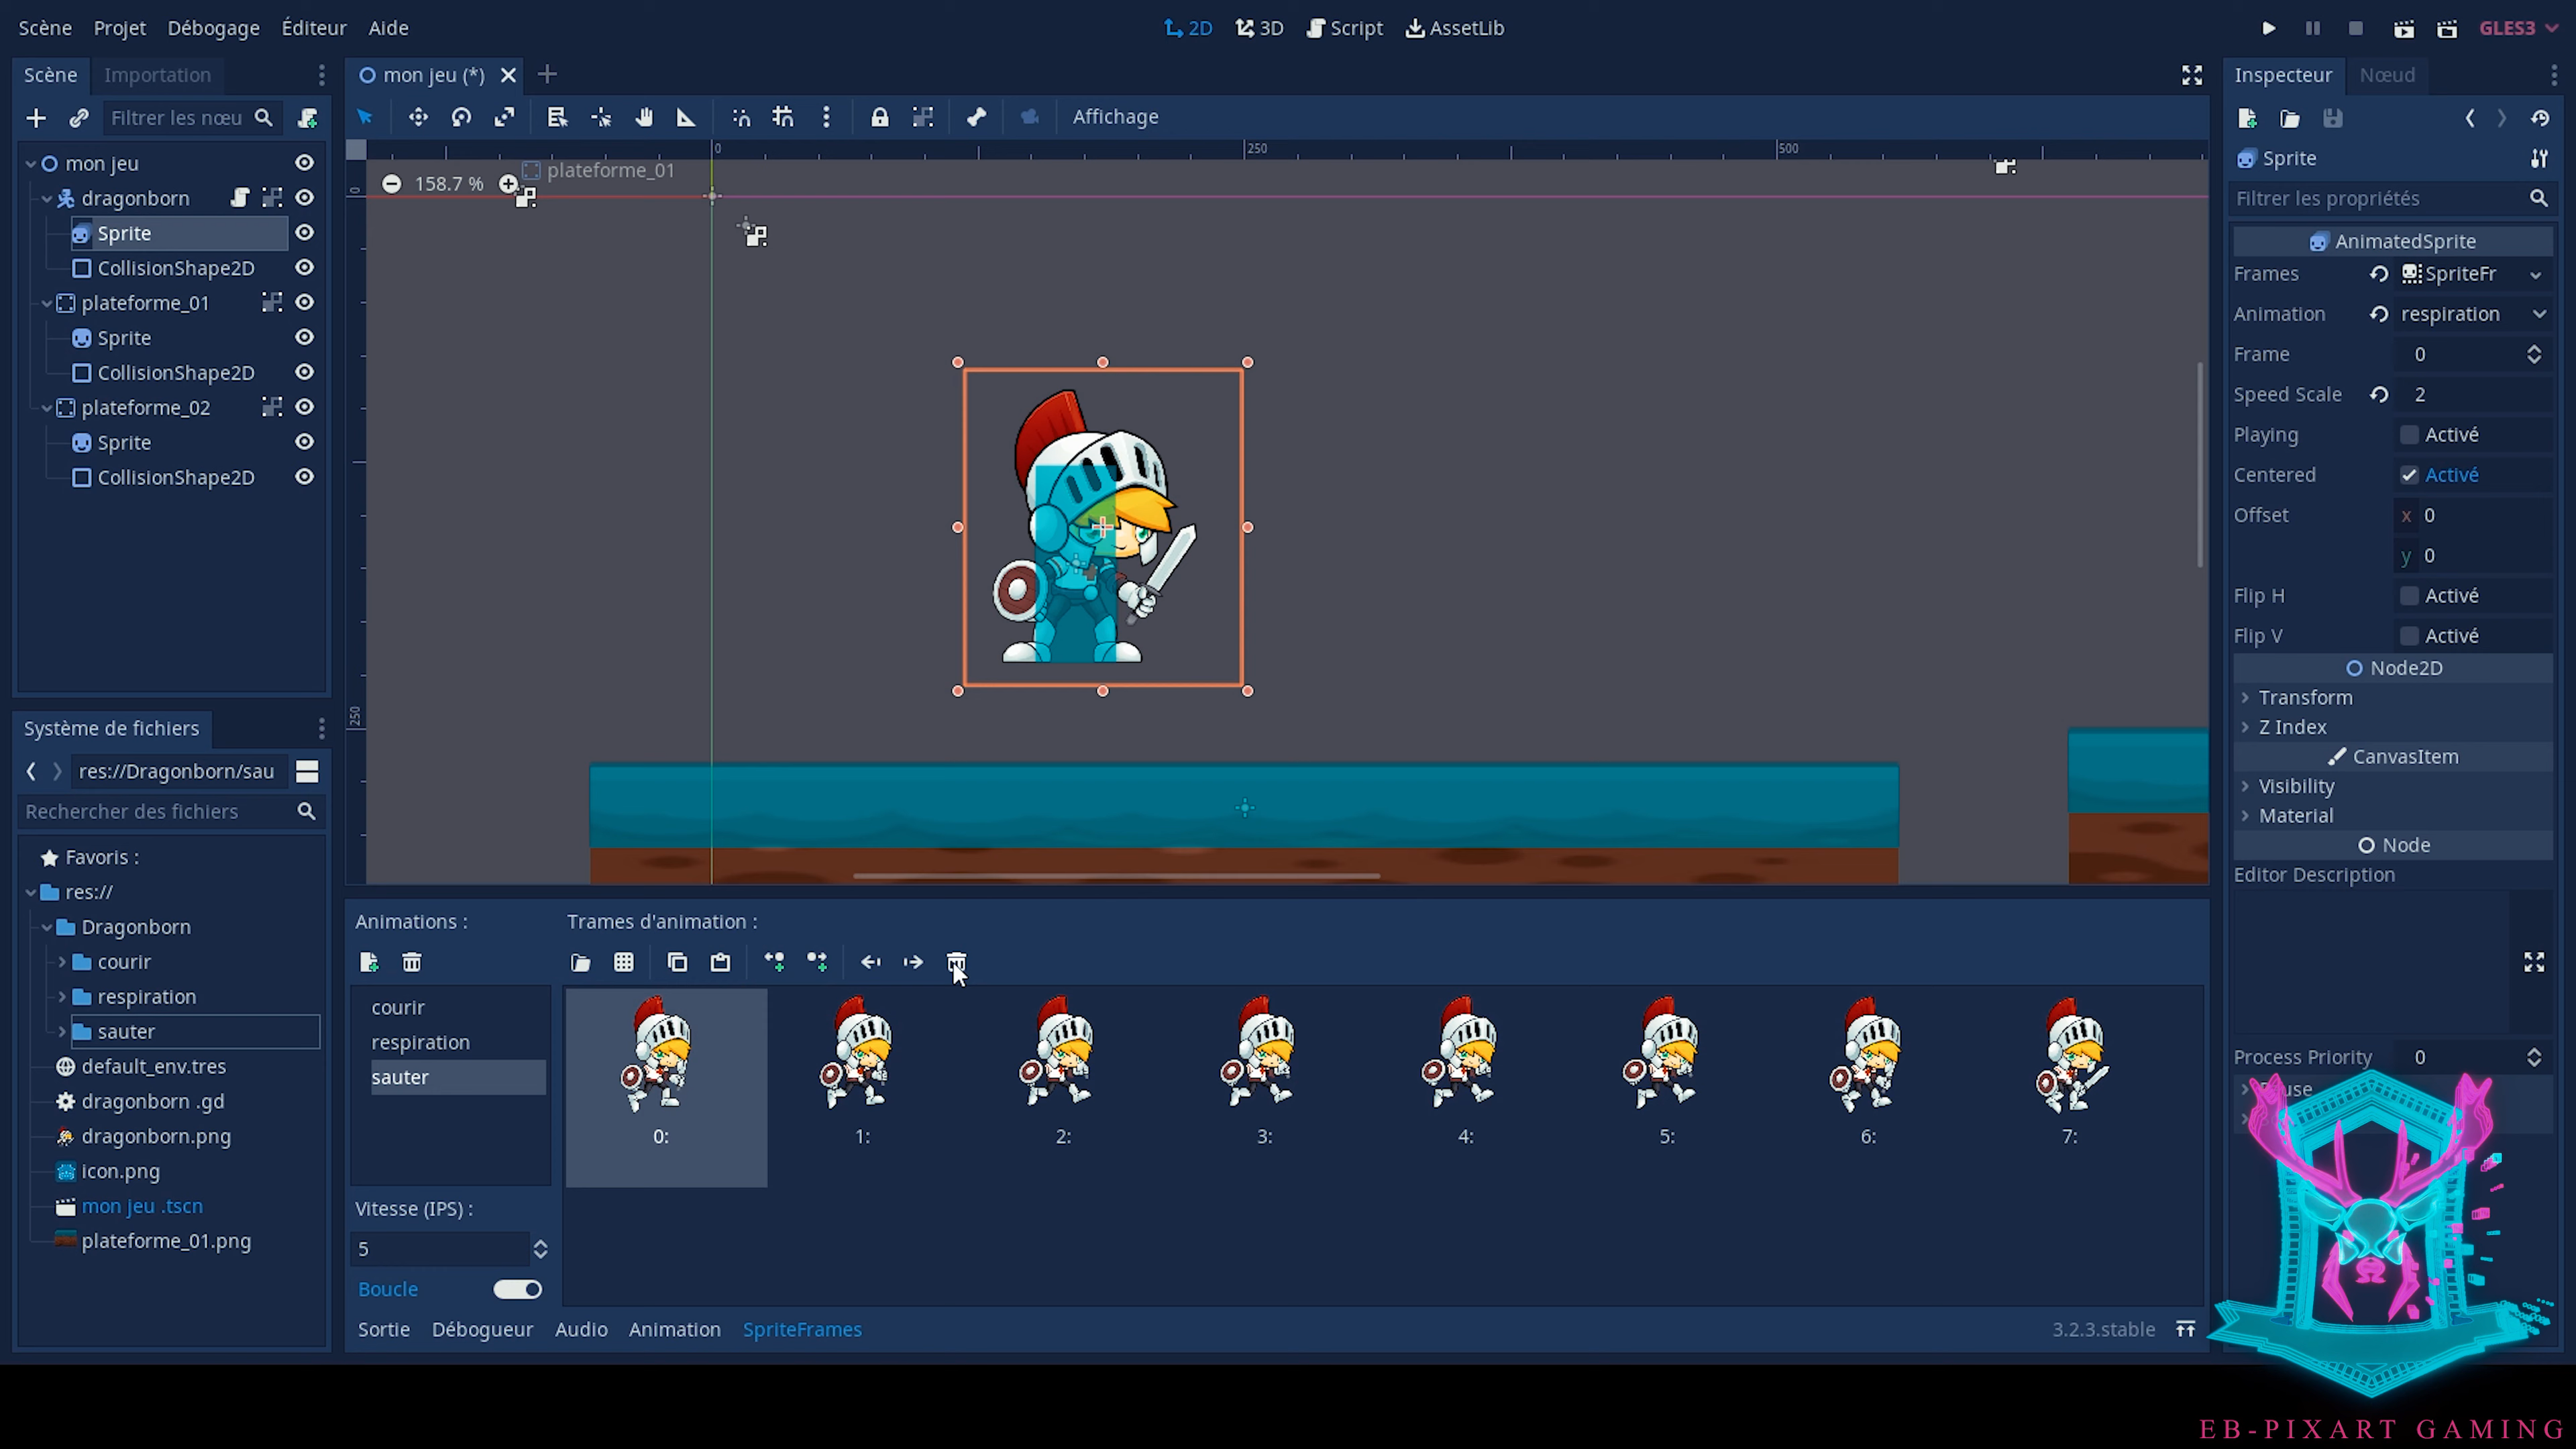 Scène Projet Débogage Éditeur Aide
2D 3D Script AssetLib
GLES3
Scène Importation
mon jeu (*)
Inspecteur Nœud
Filtrer les nœu
Affichage
mon jeu
dragonborn
Sprite
CollisionShape2D
plateforme_01
Sprite
CollisionShape2D
plateforme_02
Sprite
CollisionShape2D
0 250 500
0
250
158.7 %
plateforme_01
Sprite
Filtrer les propriétés
AnimatedSprite
Frames SpriteFr
Animation respiration
Frame 0
Speed Scale 2
Playing Activé
Centered Activé
Offset x 0
y 0
Flip H Activé
Flip V Activé
Node2D
Transform
Z Index
CanvasItem
Visibility
Material
Node
Editor Description
Process Priority 0
Système de fichiers
res://Dragonborn/sau
Rechercher des fichiers
Favoris :
res://
Dragonborn
courir
respiration
sauter
default_env.tres
dragonborn .gd
dragonborn.png
icon.png
mon jeu .tscn
plateforme_01.png
Animations :
courir
respiration
sauter
Vitesse (IPS) :
5
Boucle
Trames d'animation :
0: 1: 2: 3: 4: 5: 6: 7:
Sortie Débogueur Audio Animation SpriteFrames
3.2.3.stable
EB-PIXART GAMING